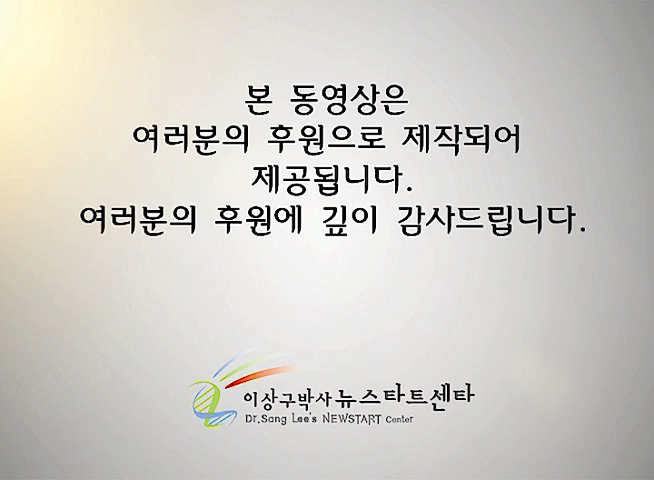 본 동영상은
여러분의 후원으로 제작되어
제공됩니다.
여러분의 후원에 깊이 감사드립니다.
이상구박사 뉴스타트센타
Dr.Sang Lee's NEWSTART Center